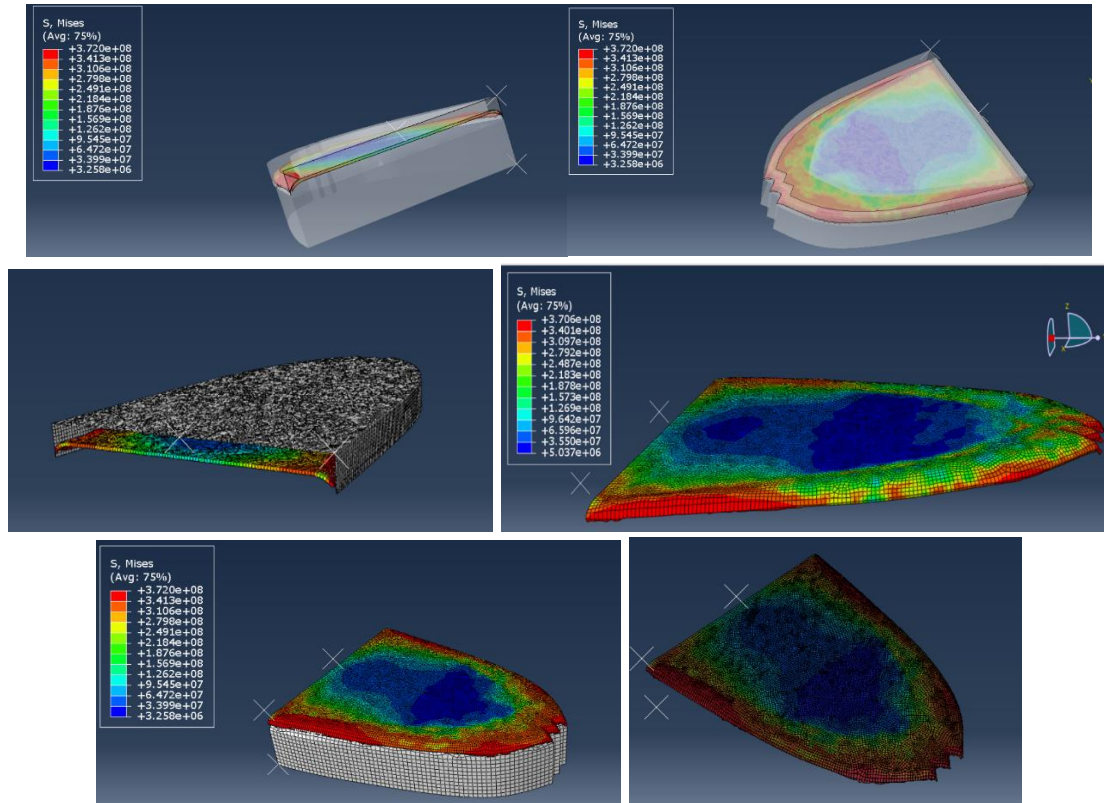 S, Mises
(Avg: 75%)
+3.720e+08
+3.413e+08
+3.106e+08
+2.798e+08
+2.491e+08
+2.184e+08
+1.876e+08
+1.569e+08
+1.262e+08
+9.545e+07
+6.472e+07
+3.399e+07
+3.258e+06
S, Mises
(Avg: 75%)
+3.720e+08
+3.413e+08
+3.106e+08
+2.798e+08
+2.491e+08
+2.184e+08
+1.876e+08
+1.569e+08
+1.262e+08
+9.545e+07
+6.472e+07
+3.399e+07
+3.258e+06
S, Mises
(Avg: 75%)
+3.706e+08
+3.401e+08
+3.097e+08
+2.792e+08
+2.487e+08
+2.183e+08
+1.878e+08
+1.573e+08
+1.269e+08
+9.642e+07
+6.596e+07
+3.550e+07
+5.037e+06
Z
X
S, Mises
(Avg: 75%)
+3.720e+08
+3.413e+08
+3.106e+08
+2.798e+08
+2.491e+08
+2.184e+08
+1.876e+08
+1.569e+08
+1.262e+08
+9.545e+07
+6.472e+07
+3.399e+07
+3.258e+06